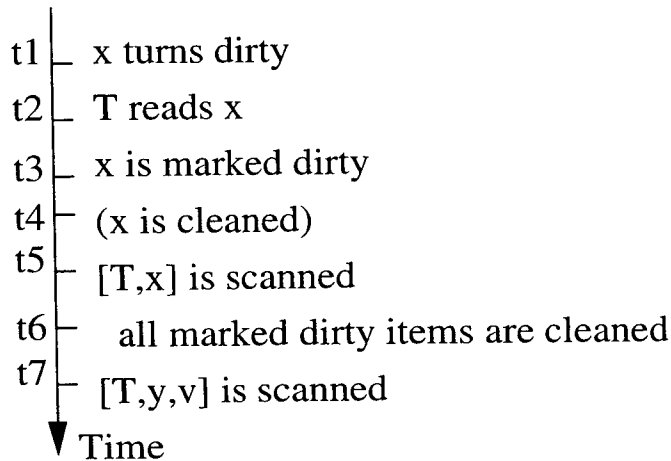 t1 x turns dirty
t2 T reads x
t3 x is marked dirty
t4 (x is cleaned)
t5 [T,x] is scanned
t6 all marked dirty items are cleaned
t7 [T,y,v] is scanned
Time